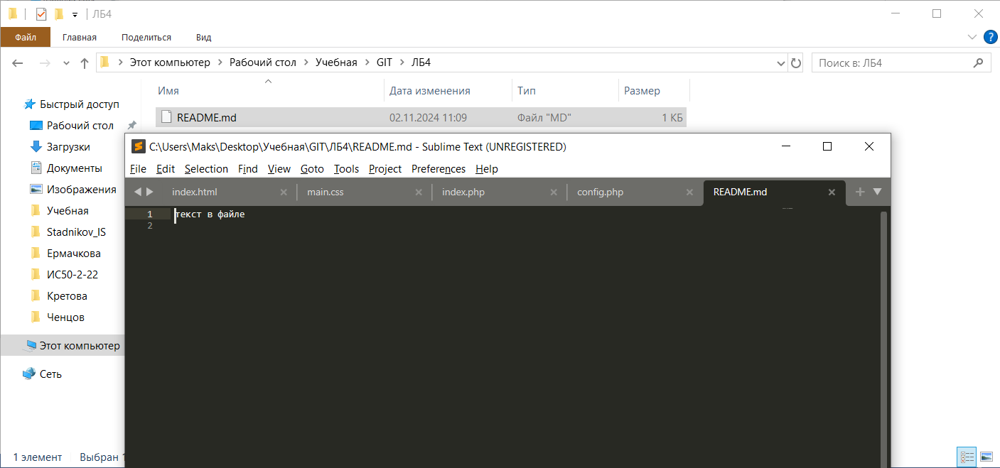 ЛБ4
Файл Главная Поделиться Вид
Этот компьютер Рабочий стол Учебная GIT ЛБ4 Поиск в: ЛБ4
Имя Дата изменения Тип Размер
README.md 02.11.2024 11:09 Файл "MD" 1 КБ
Быстрый доступ
Рабочий стол
Загрузки
Документы
Изображения
Учебная
Stadnikov_IS
Ермачкова
ИС50-2-22
Кретова
Ченцов
Этот компьютер
Сеть
1 элемент Выбран 1
C:\Users\Maks\Desktop\Учебная\GIT\ЛБ4\README.md - Sublime Text (UNREGISTERED)
File Edit Selection Find View Goto Tools Project Preferences Help
index.html main.css index.php config.php README.md
1 текст в файле
2